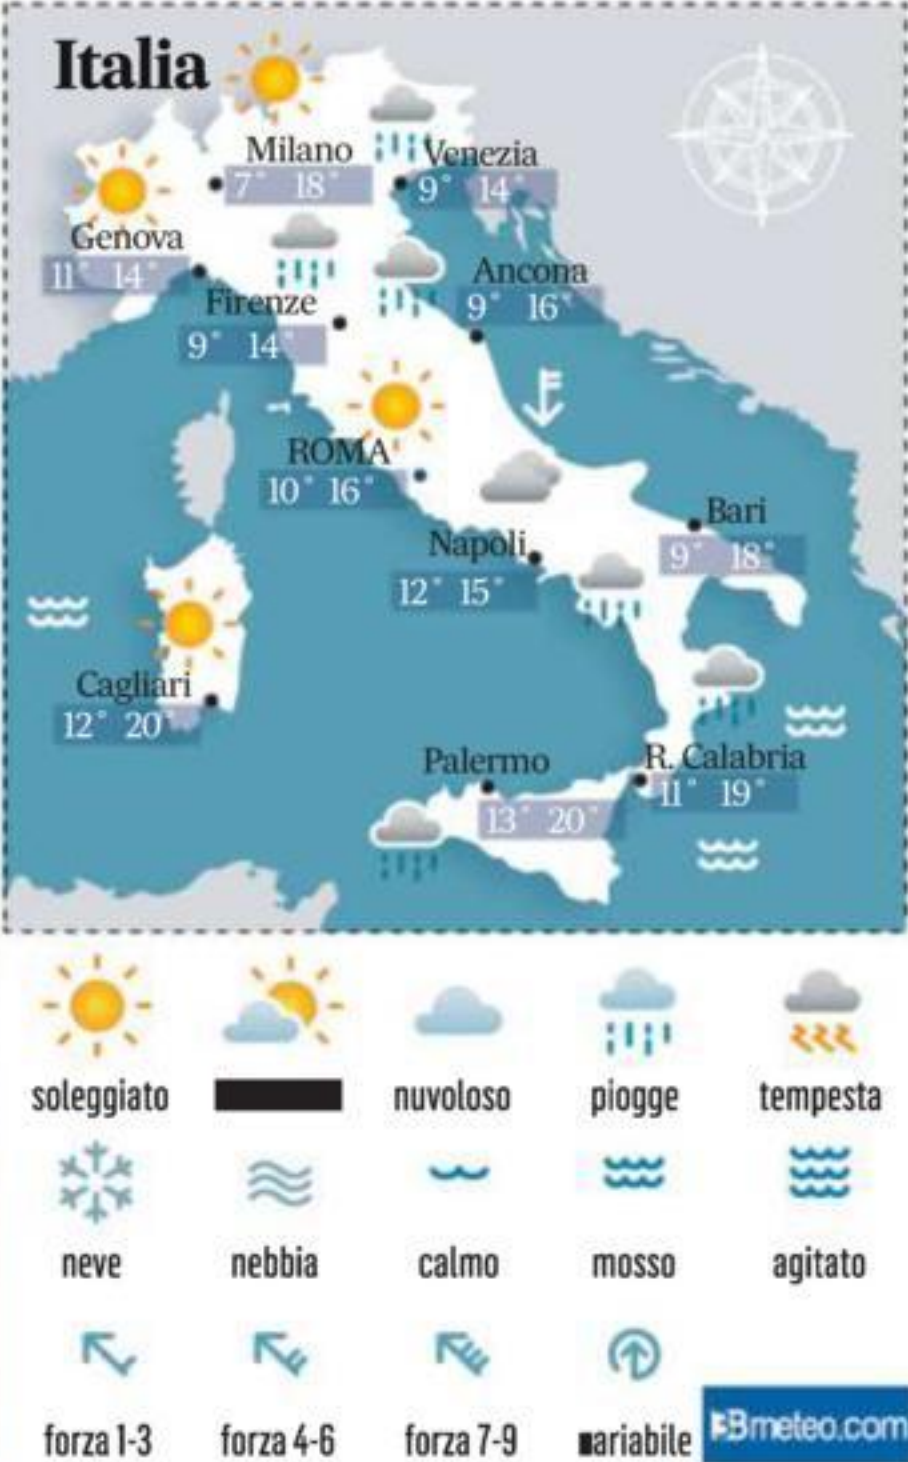 Italia
Milano
7° 18°
Venezia
9° 14°
Genova
11° 14°
Ancona
9° 16°
Firenze
9° 14°
ROMA
10° 16°
Bari
9° 18°
Napoli
12° 15°
Cagliari
12° 20°
Palermo
13° 20°
R. Calabria
11° 19°
soleggiato
nuvoloso
piogge
tempesta
neve
nebbia
calmo
mosso
agitato
forza 1-3
forza 4-6
forza 7-9
ariabile
3Bmeteo.com